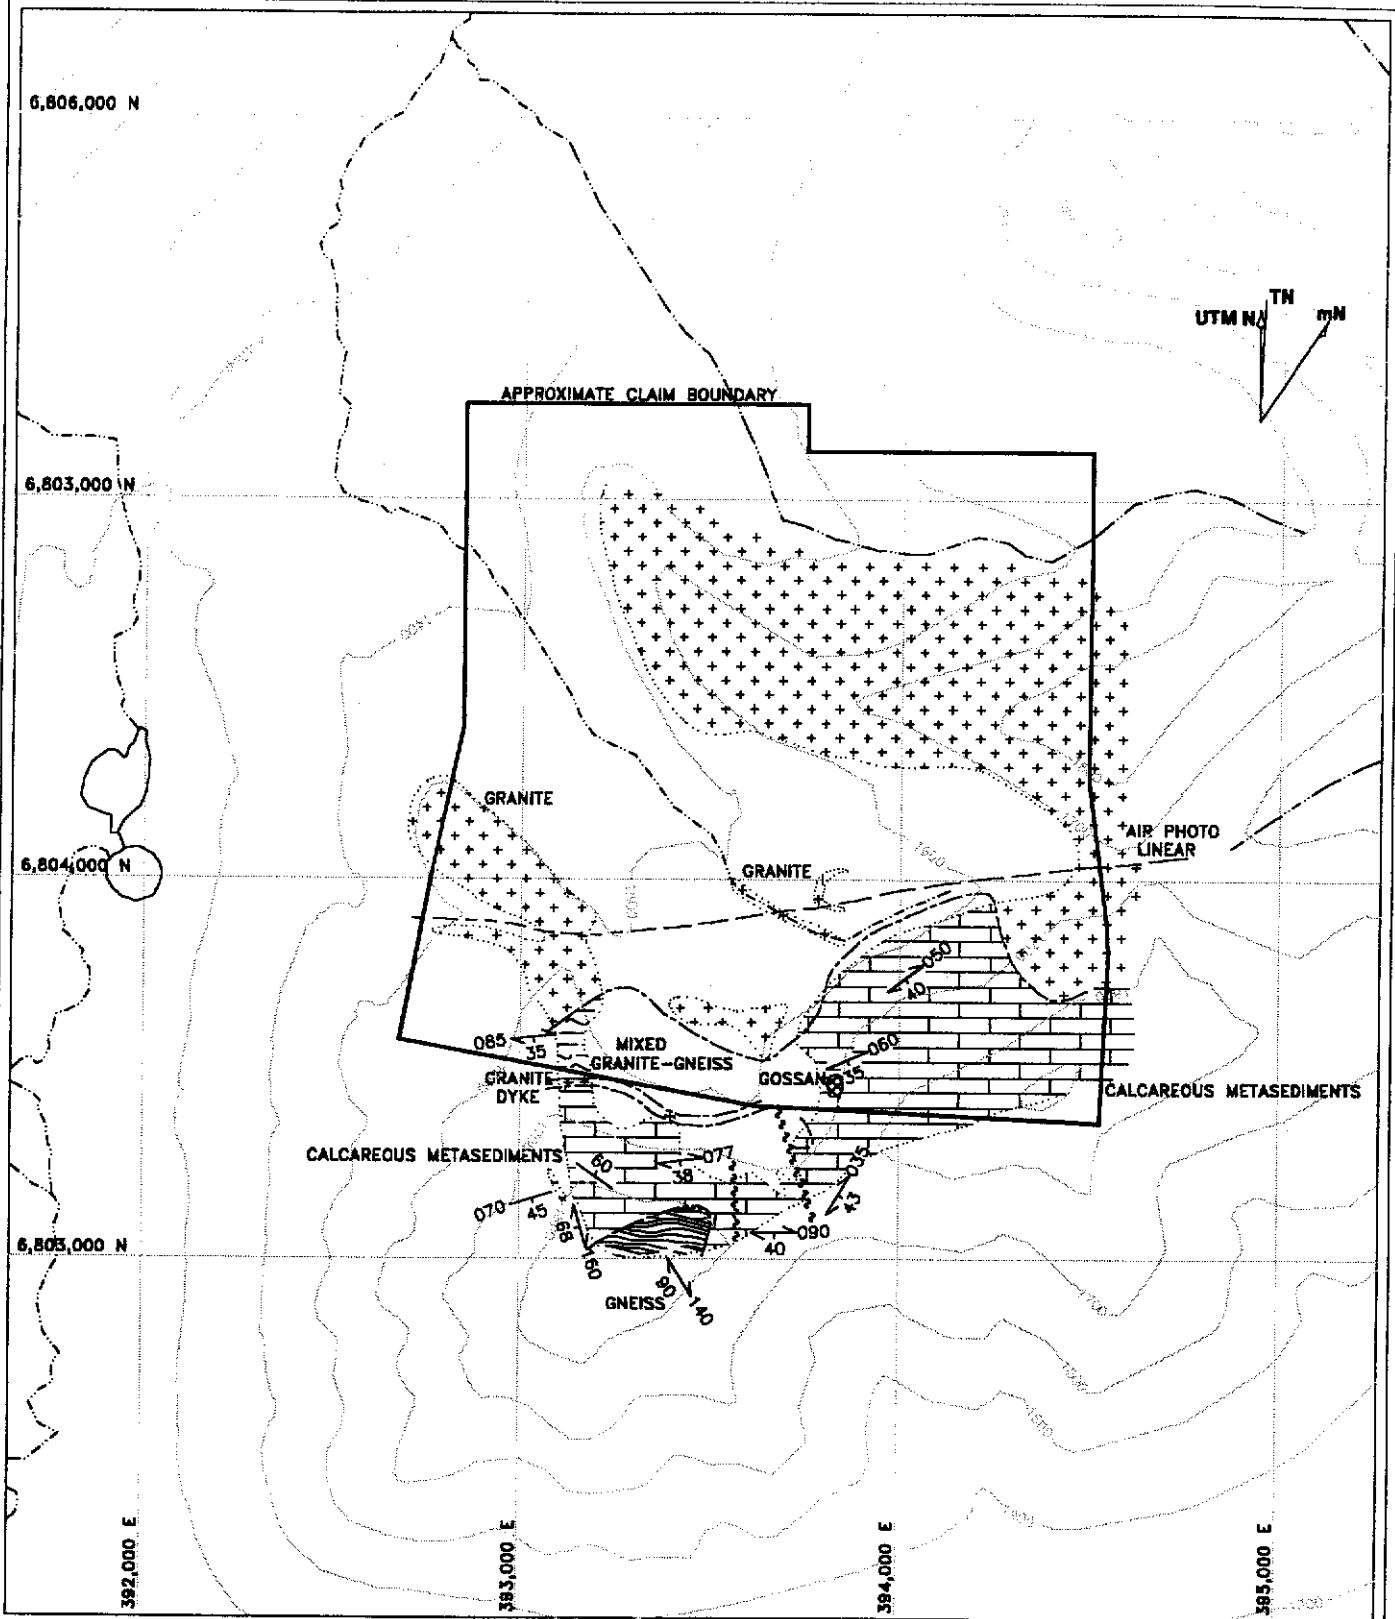 6,806,000 N
TN
UTM N
mN
APPROXIMATE CLAIM BOUNDARY
6,803,000 N
GRANITE
AIR PHOTO
LINEAR
6,804,000 N
GRANITE
1600
050
40
085
35
MIXED
GRANITE-GNEISS
060
35
GOSSAN
GRANITE
DYKE
CALCAREOUS METASEDIMENTS
CALCAREOUS METASEDIMENTS
077
38
60
035
43
070
45
68
160
090
40
6,803,000 N
90
140
GNEISS
1700
1500
392,000 E
393,000 E
394,000 E
395,000 E